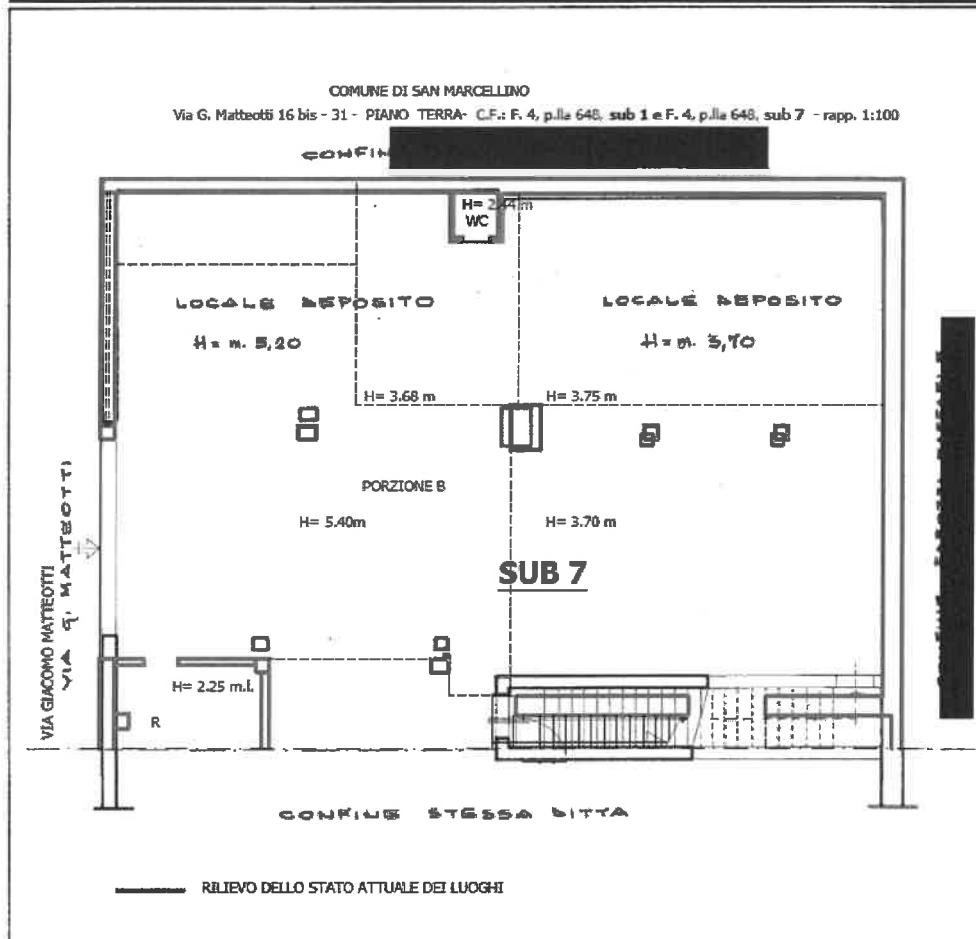 COMUNE DI SAN MARCELLINO
Via G. Matteotti 16 bis - 31 - PIANO TERRA- C.F.: F. 4, p.lla 648, sub 1 e F. 4, p.lla 648, sub 7 - rapp. 1:100
H= 2.44 m
WC
LOCALE DEPOSITO
H= m. 5,20
LOCALE DEPOSITO
H= m. 3,70
H= 3.68 m
H= 3.75 m
PORZIONE B
H= 5.40m
H= 3.70 m
SUB 7
VIA GIACOMO MATTEOTTI
VIA G. MATTEOTTI
H= 2.25 m.l.
R
CONFINE STESSA DITTA
RILIEVO DELLO STATO ATTUALE DEI LUOGHI